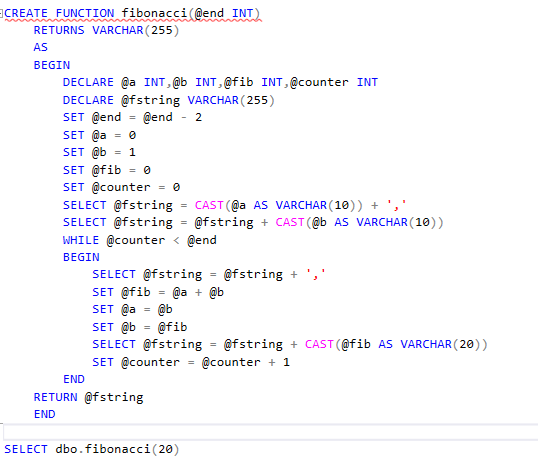 CREATE FUNCTION fibonacci(@end INT)
RETURNS VARCHAR(255)
AS
BEGIN
DECLARE @a INT,@b INT,@fib INT,@counter INT
DECLARE @fstring VARCHAR(255)
SET @end = @end - 2
SET @a = 0
SET @b = 1
SET @fib = 0
SET @counter = 0
SELECT @fstring = CAST(@a AS VARCHAR(10)) + ','
SELECT @fstring = @fstring + CAST(@b AS VARCHAR(10))
WHILE @counter < @end
BEGIN
SELECT @fstring = @fstring + ','
SET @fib = @a + @b
SET @a = @b
SET @b = @fib
SELECT @fstring = @fstring + CAST(@fib AS VARCHAR(20))
SET @counter = @counter + 1
END
RETURN @fstring
END
SELECT dbo.fibonacci(20)